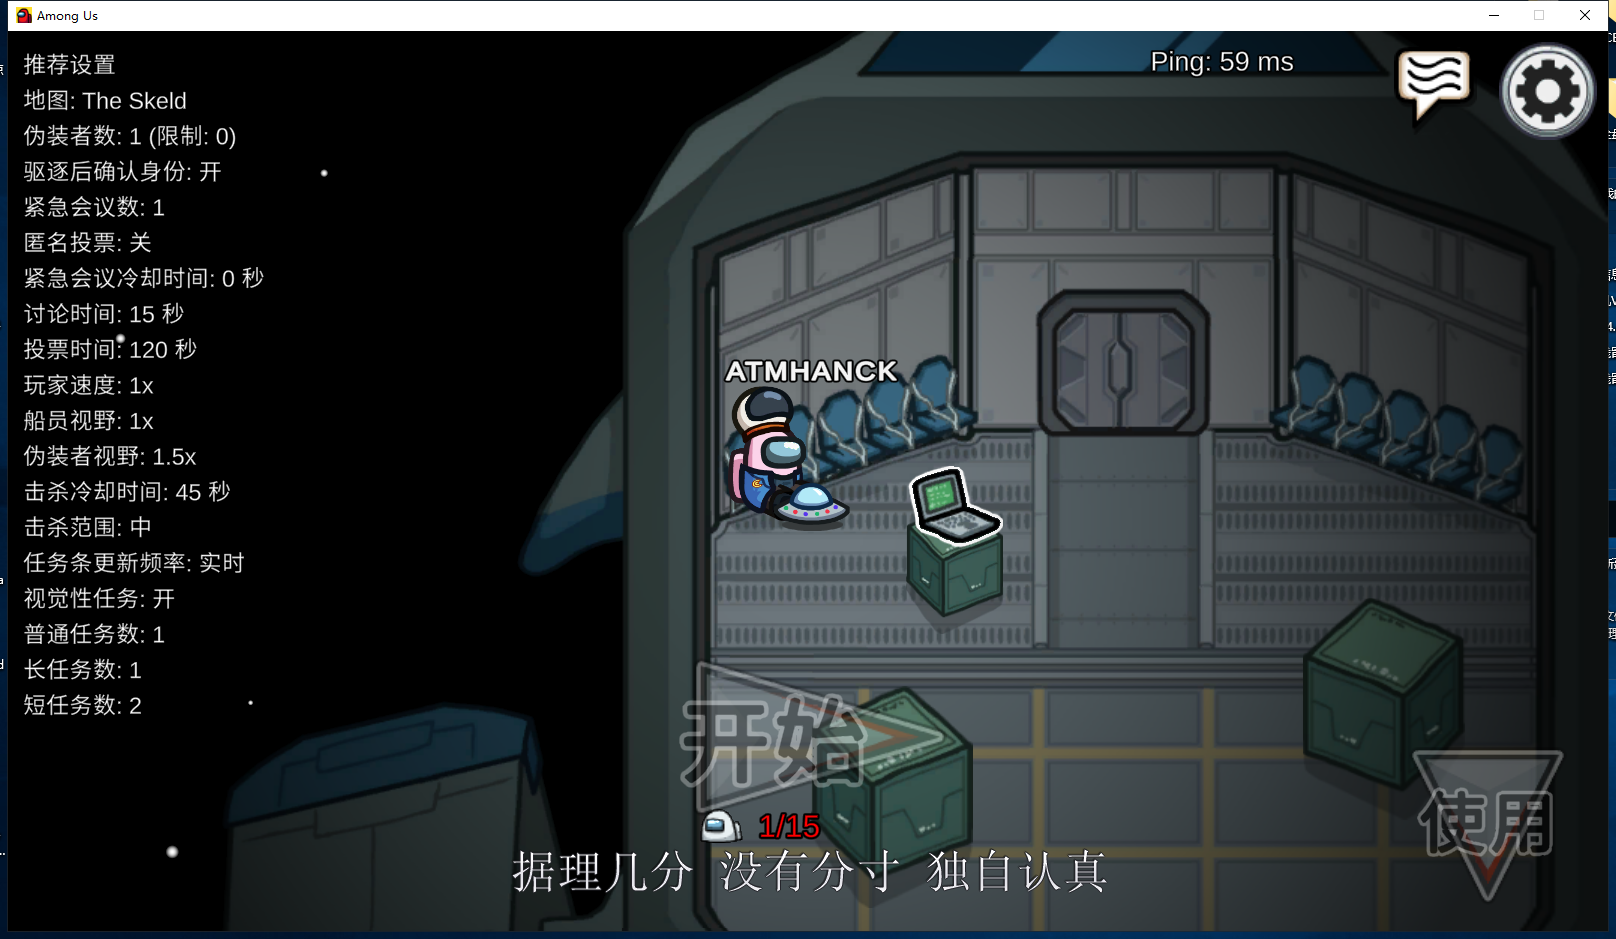 Among Us
推荐设置
地图: The Skeld
伪装者数: 1 (限制: 0)
驱逐后确认身份: 开
紧急会议数: 1
匿名投票: 关
紧急会议冷却时间: 0 秒
讨论时间: 15 秒
投票时间: 120 秒
玩家速度: 1x
船员视野: 1x
伪装者视野: 1.5x
击杀冷却时间: 45 秒
击杀范围: 中
任务条更新频率: 实时
视觉性任务: 开
普通任务数: 1
长任务数: 1
短任务数: 2
Ping: 59 ms
ATMHANCK
开始
1/15
使用
据理几分 没有分寸 独自认真